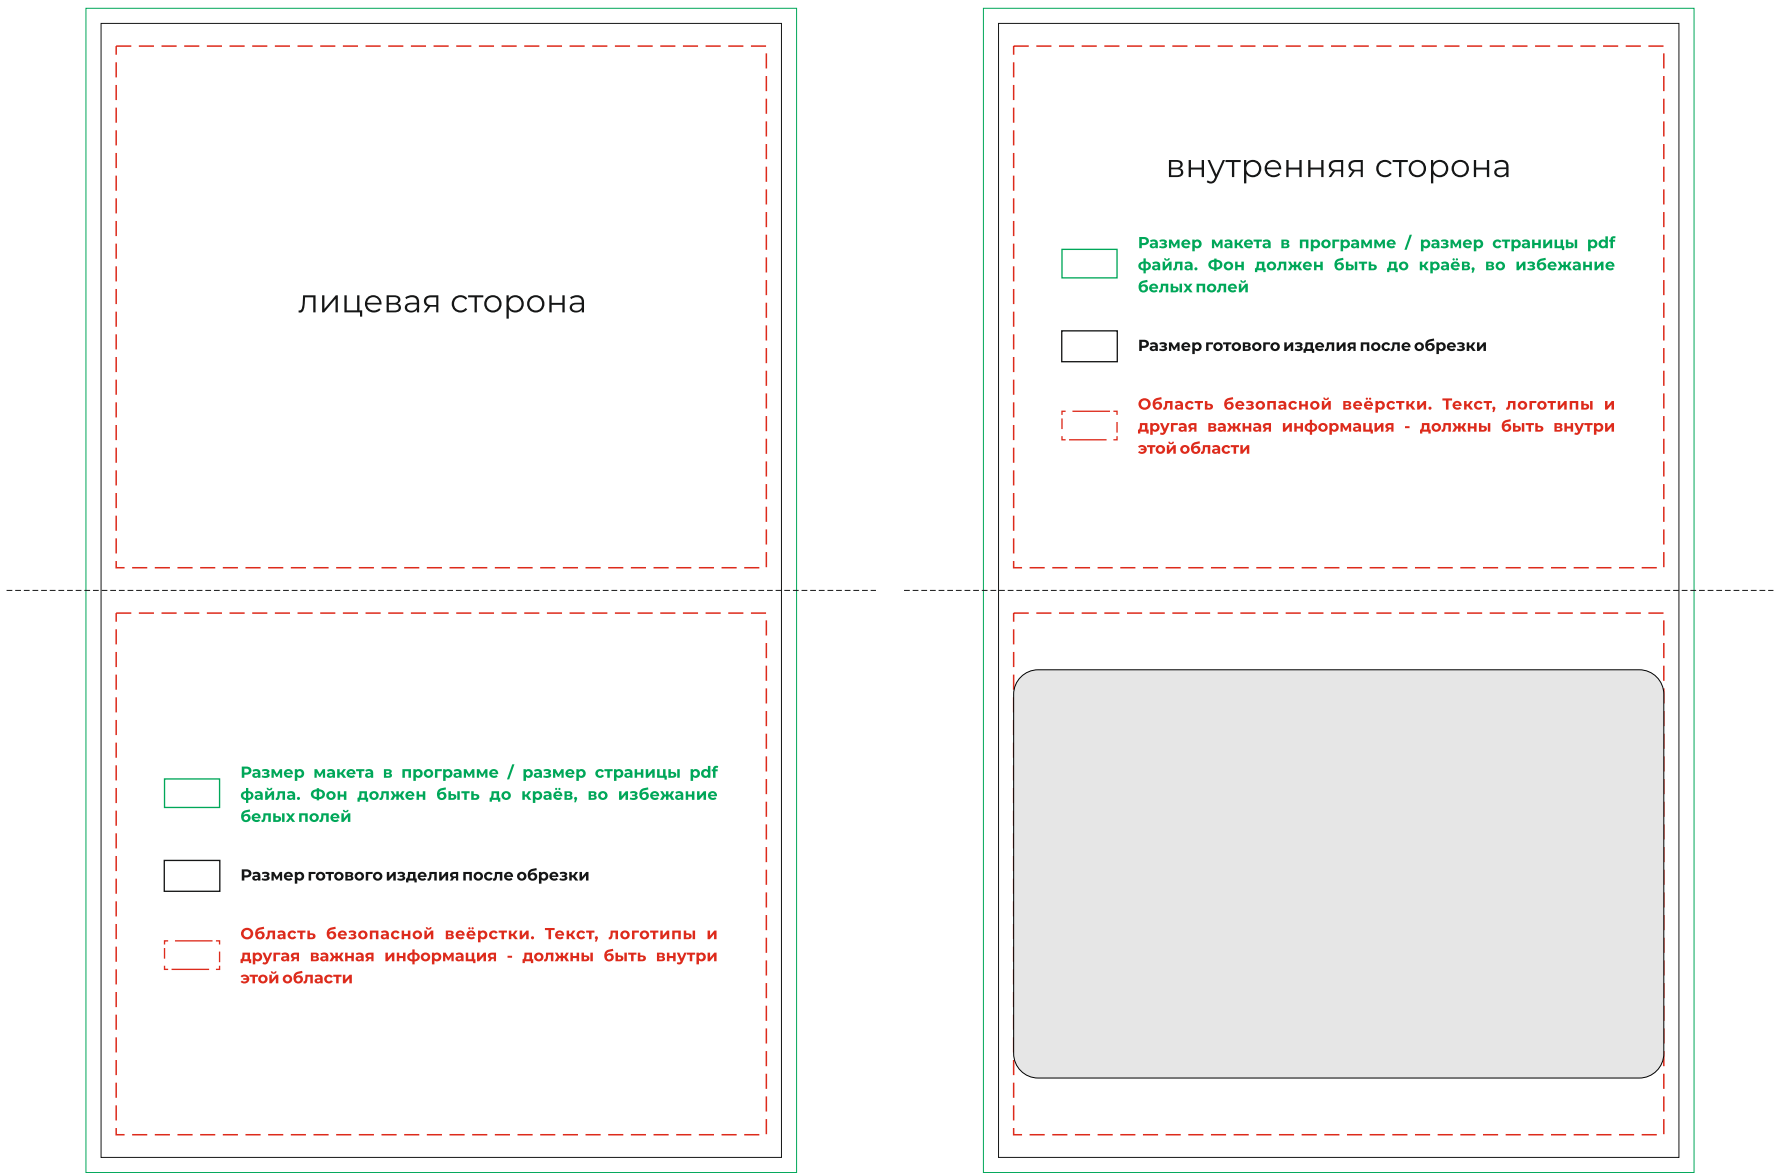 лицевая сторона
Размер макета в программе / размер страницы pdf
файла. Фон должен быть до краёв, во избежание
белых полей
Размер готового изделия после обрезки
Область безопасной веёрстки. Текст, логотипы и
другая важная информация - должны быть внутри
этой области
внутренняя сторона
Размер макета в программе / размер страницы pdf
файла. Фон должен быть до краёв, во избежание
белых полей
Размер готового изделия после обрезки
Область безопасной веёрстки. Текст, логотипы и
другая важная информация - должны быть внутри
этой области